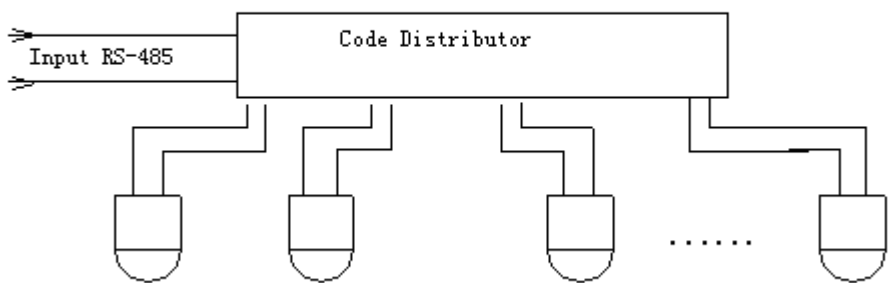 Code Distributor
Input RS-485
......